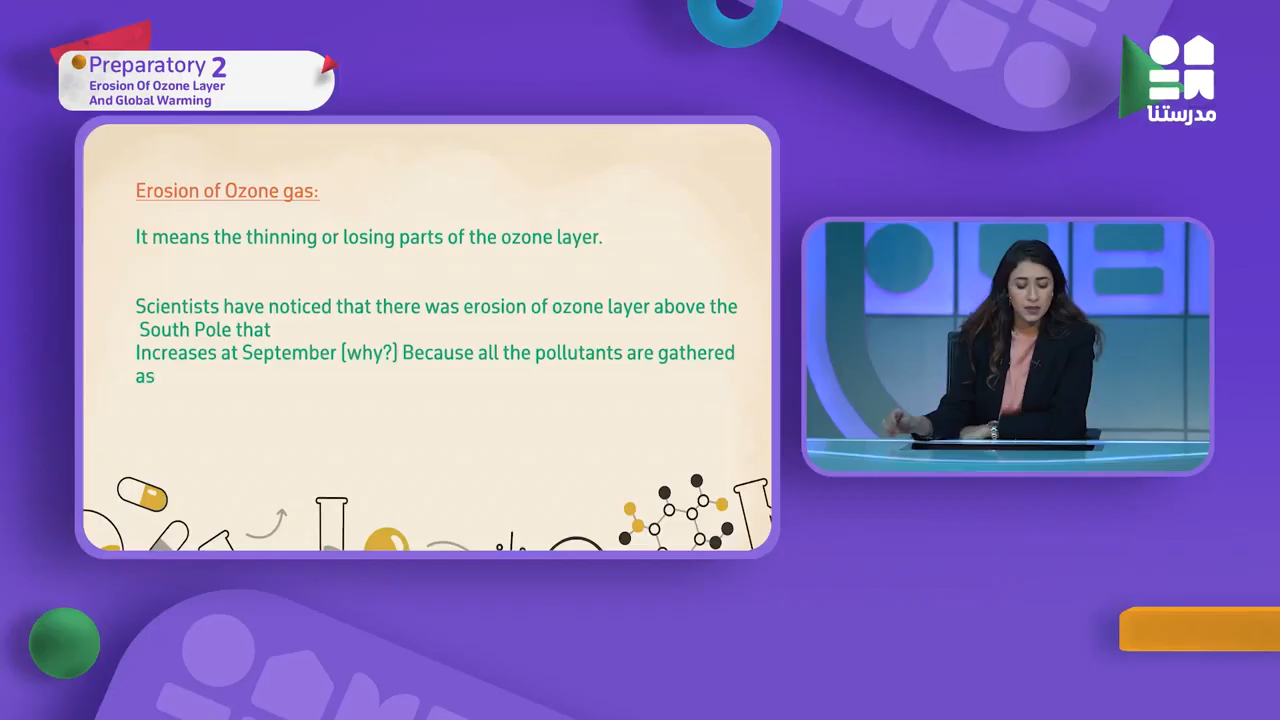 Preparatory 2
Erosion Of Ozone Layer
And Global Warming
مدرستنا
Erosion of Ozone gas:
It means the thinning or losing parts of the ozone layer.
Scientists have noticed that there was erosion of ozone layer above the
South Pole that
Increases at September (why?) Because all the pollutants are gathered
as